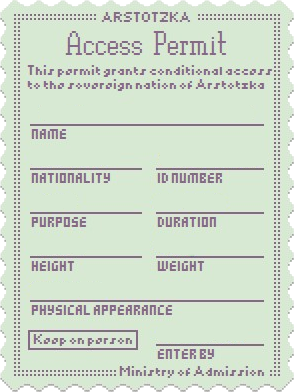 ARSTOTZKA
Access Permit
This permit grants conditional access
to the sovereign nation of Arstotzka
NAME
NATIONALITY ID NUMBER
PURPOSE DURATION
HEIGHT WEIGHT
PHYSICAL APPEARANCE
Keep on person
ENTER BY
Ministry of Admission